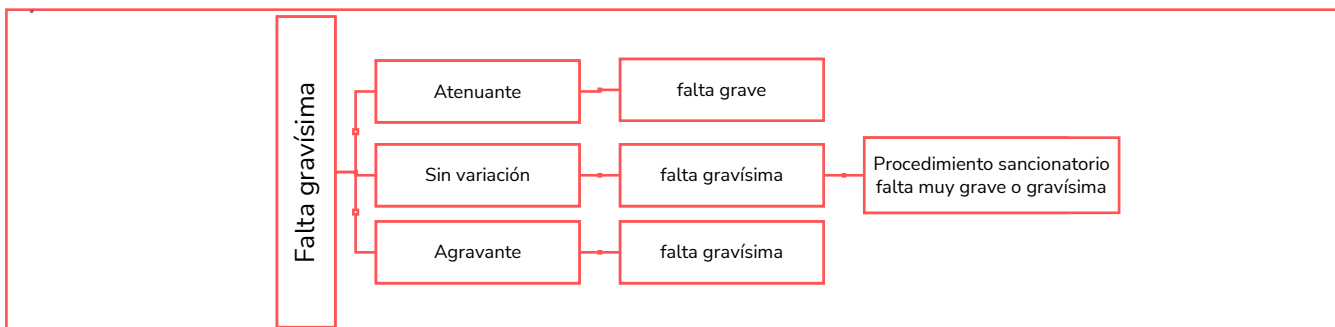 Falta gravísima
Atenuante
falta grave
Sin variación
falta gravísima
Procedimiento sancionatorio
falta muy grave o gravísima
Agravante
falta gravísima